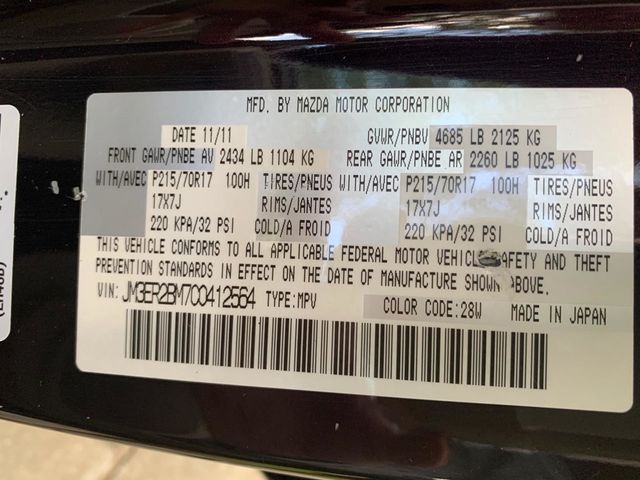 MFD. BY MAZDA MOTOR CORPORATION
DATE 11/11 GVWR/PNBV 4685 LB 2125 KG
FRONT GAWR/PNBE AV 2434 LB 1104 KG REAR GAWR/PNBE AR 2260 LB 1025 KG
WITH/AVEC P215/70R17 100H TIRES/PNEUS WITH/AVEC P215/70R17 100H TIRES/PNEUS
17X7J RIMS/JANTES 17X7J RIMS/JANTES
220 KPA/32 PSI COLD/A FROID 220 KPA/32 PSI COLD/A FROID
THIS VEHICLE CONFORMS TO ALL APPLICABLE FEDERAL MOTOR VEHICLE SAFETY AND THEFT
PREVENTION STANDARDS IN EFFECT ON THE DATE OF MANUFACTURE SHOWN ABOVE.
VIN: JM3ER2BM7C0412564 TYPE:MPV COLOR CODE:28W MADE IN JAPAN